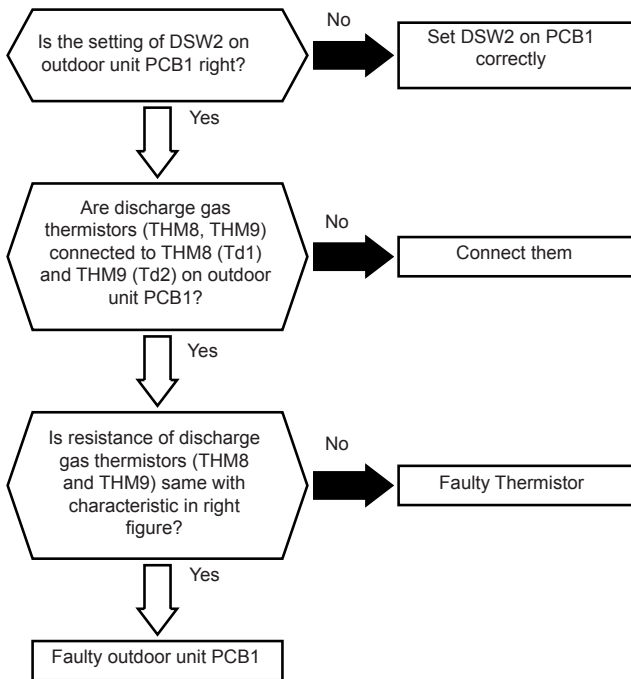 Is the setting of DSW2 on
outdoor unit PCB1 right?
No
Set DSW2 on PCB1
correctly
Yes
Are discharge gas
thermistors (THM8, THM9)
connected to THM8 (Td1)
and THM9 (Td2) on outdoor
unit PCB1?
No
Connect them
Yes
Is resistance of discharge
gas thermistors (THM8
and THM9) same with
characteristic in right
figure?
No
Faulty Thermistor
Yes
Faulty outdoor unit PCB1